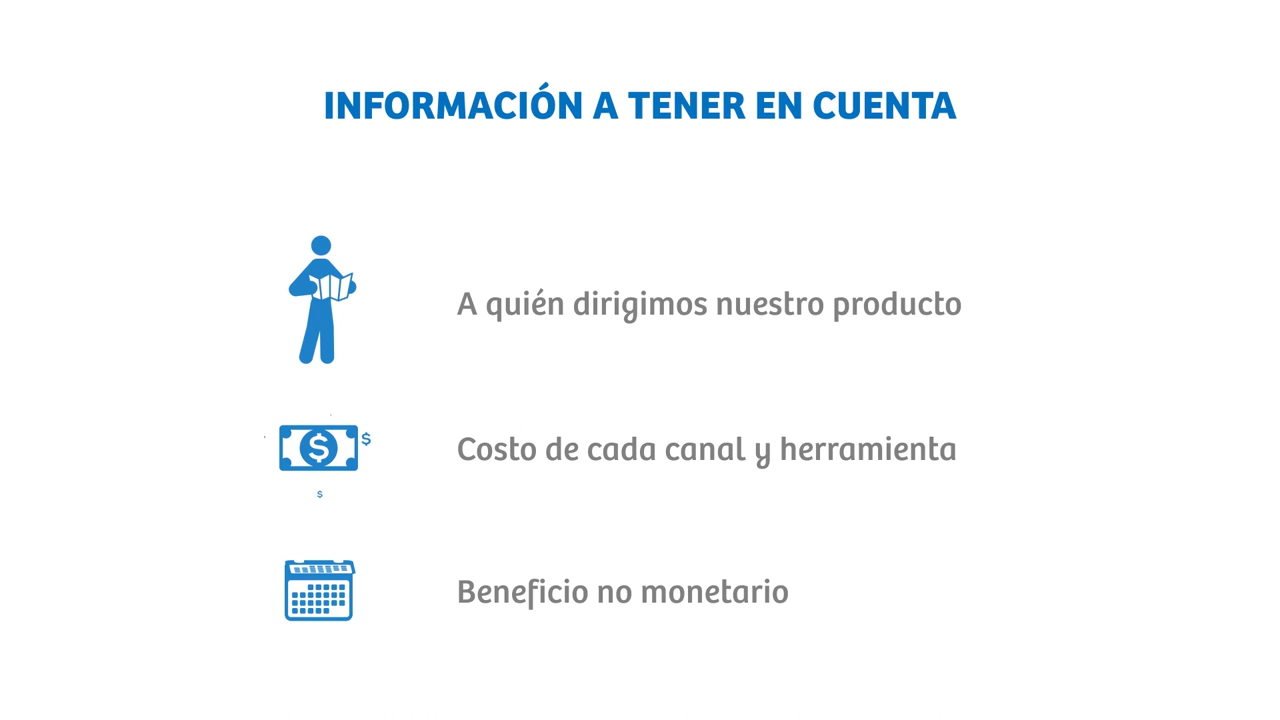 INFORMACIÓN A TENER EN CUENTA
A quién dirigimos nuestro producto
$ $
Costo de cada canal y herramienta
$
Beneficio no monetario